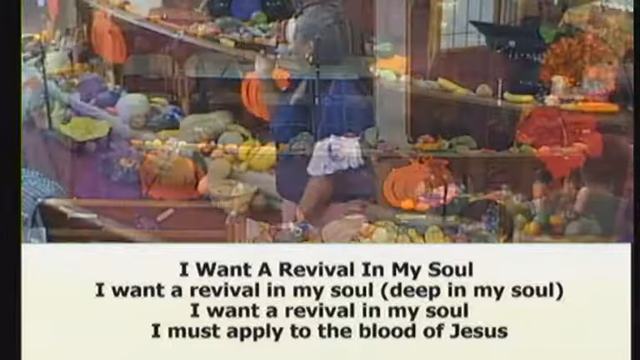 I Want A Revival In My Soul
I want a revival in my soul (deep in my soul)
I want a revival in my soul
I must apply to the blood of Jesus